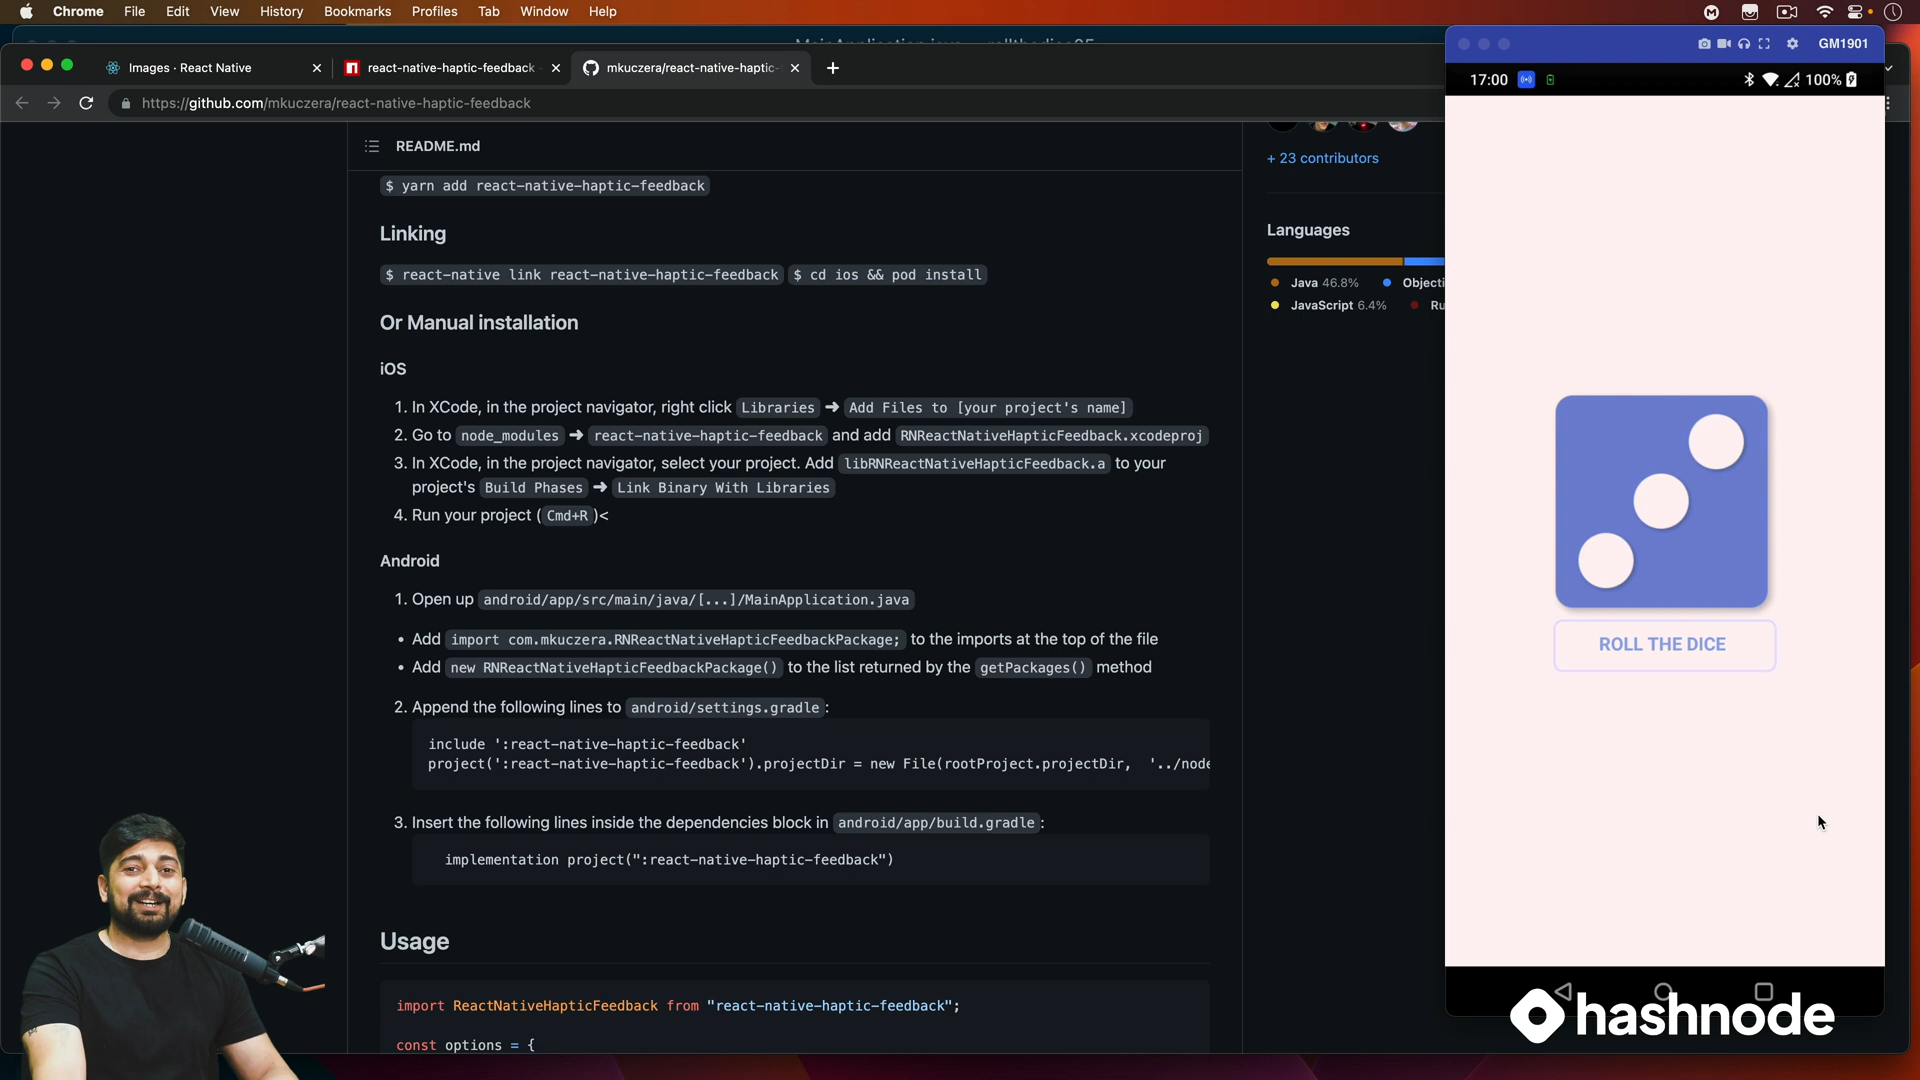 Chrome File Edit View History Bookmarks Profiles Tab Window Help
Images · React Native
react-native-haptic-feedback
mkuczera/react-native-haptic-
GM1901
https://github.com/mkuczera/react-native-haptic-feedback
17:00
100%
README.md
+ 23 contributors
$ yarn add react-native-haptic-feedback
Linking
Languages
$ react-native link react-native-haptic-feedback $ cd ios && pod install
Java 46.8% Objecti
JavaScript 6.4% Ru
Or Manual installation
iOS
1. In XCode, in the project navigator, right click Libraries ➜ Add Files to [your project's name]
2. Go to node_modules ➜ react-native-haptic-feedback and add RNReactNativeHapticFeedback.xcodeproj
3. In XCode, in the project navigator, select your project. Add libRNReactNativeHapticFeedback.a to your
project's Build Phases ➜ Link Binary With Libraries
4. Run your project (Cmd+R)<
Android
1. Open up android/app/src/main/java/[...]/MainApplication.java
• Add import com.mkuczera.RNReactNativeHapticFeedbackPackage; to the imports at the top of the file
• Add new RNReactNativeHapticFeedbackPackage() to the list returned by the getPackages() method
ROLL THE DICE
2. Append the following lines to android/settings.gradle:
include ':react-native-haptic-feedback'
project(':react-native-haptic-feedback').projectDir = new File(rootProject.projectDir, '../node
3. Insert the following lines inside the dependencies block in android/app/build.gradle:
implementation project(":react-native-haptic-feedback")
Usage
import ReactNativeHapticFeedback from "react-native-haptic-feedback";
const options = {
hashnode